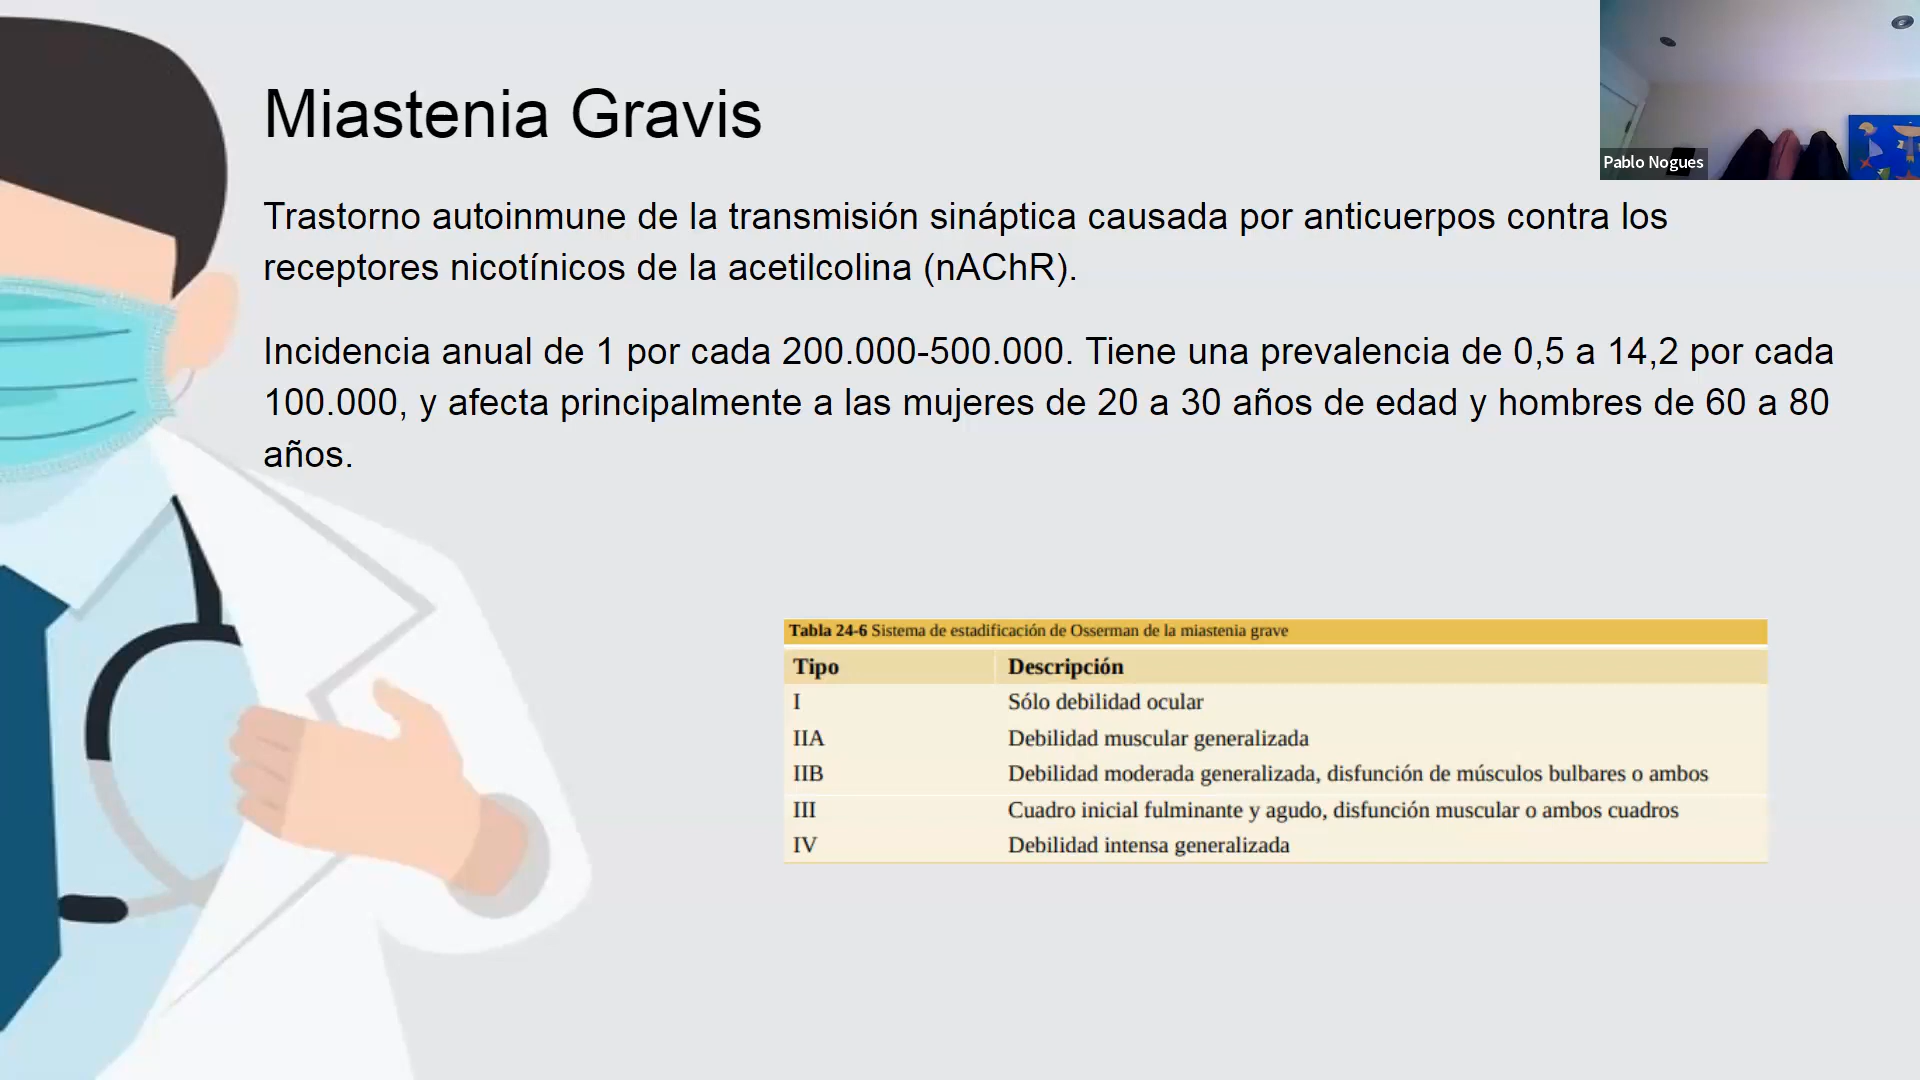 Miastenia Gravis
Pablo Nogues
Trastorno autoinmune de la transmisión sináptica causada por anticuerpos contra los
receptores nicotínicos de la acetilcolina (nAChR).
Incidencia anual de 1 por cada 200.000-500.000. Tiene una prevalencia de 0,5 a 14,2 por cada
100.000, y afecta principalmente a las mujeres de 20 a 30 años de edad y hombres de 60 a 80
años.
Tabla 24-6 Sistema de estadificación de Osserman de la miastenia grave
Tipo Descripción
I Sólo debilidad ocular
IIA Debilidad muscular generalizada
IIB Debilidad moderada generalizada, disfunción de músculos bulbares o ambos
III Cuadro inicial fulminante y agudo, disfunción muscular o ambos cuadros
IV Debilidad intensa generalizada